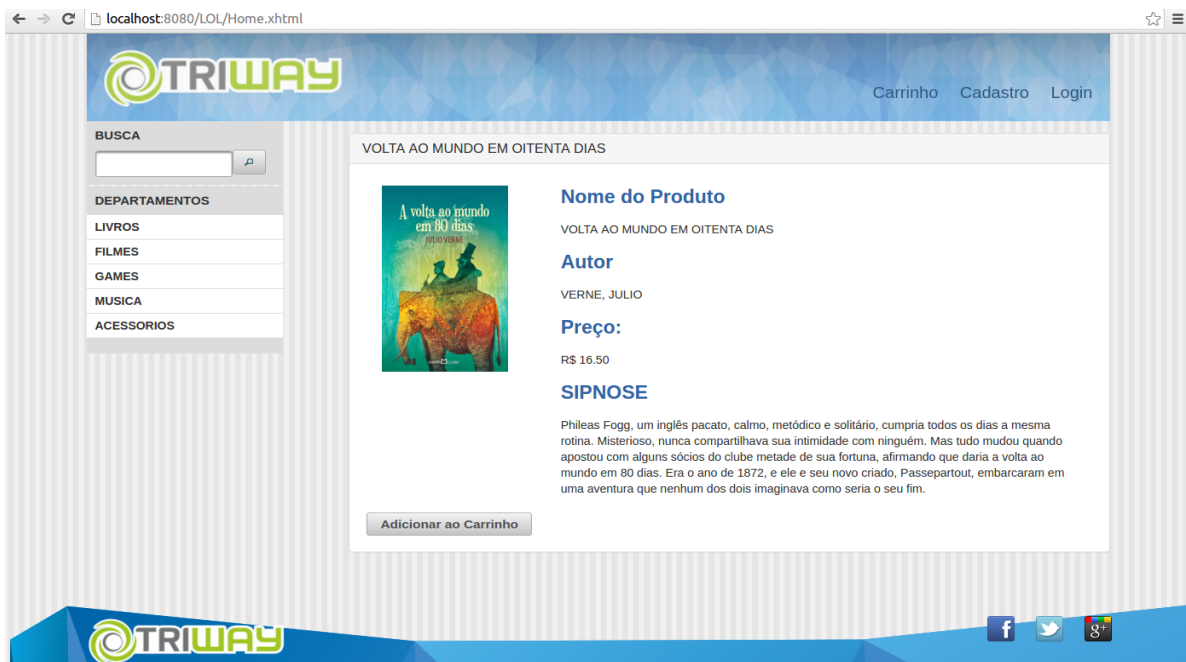 localhost:8080/LOL/Home.xhtml
TRIWAY
Carrinho Cadastro Login
BUSCA
DEPARTAMENTOS
LIVROS
FILMES
GAMES
MUSICA
ACESSORIOS
VOLTA AO MUNDO EM OITENTA DIAS
A volta ao mundo
em 80 dias
JULIO VERNE
Nome do Produto
VOLTA AO MUNDO EM OITENTA DIAS
Autor
VERNE, JULIO
Preço:
R$ 16.50
SIPNOSE
Phileas Fogg, um inglês pacato, calmo, metódico e solitário, cumpria todos os dias a mesma
rotina. Misterioso, nunca compartilhava sua intimidade com ninguém. Mas tudo mudou quando
apostou com alguns sócios do clube metade de sua fortuna, afirmando que daria a volta ao
mundo em 80 dias. Era o ano de 1872, e ele e seu novo criado, Passepartout, embarcaram em
uma aventura que nenhum dos dois imaginava como seria o seu fim.
Adicionar ao Carrinho
TRIWAY
f
g+